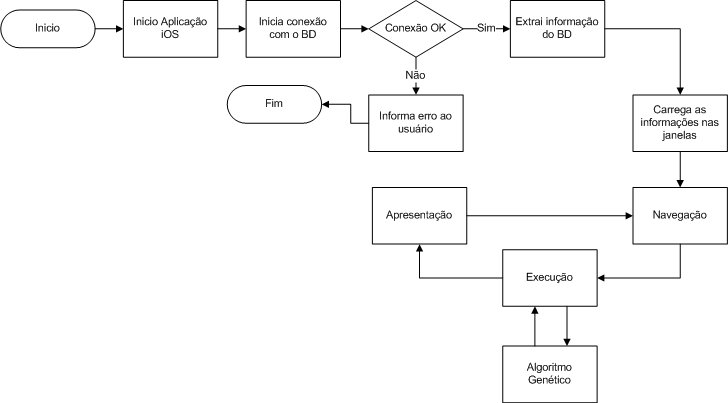 Inicio
Inicio Aplicação
iOS
Inicia conexão
com o BD
Conexão OK
Sim
Extrai informação
do BD
Não
Fim
Informa erro ao
usuário
Carrega as
informações nas
janelas
Apresentação
Navegação
Execução
Algoritmo
Genético